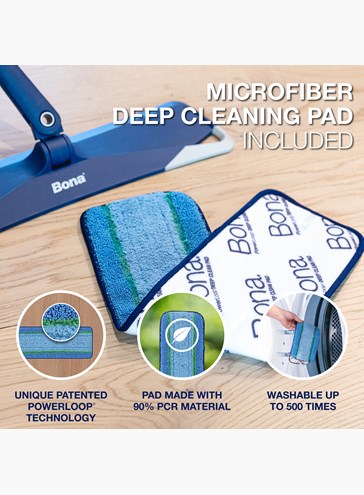 MICROFIBER
DEEP CLEANING PAD
INCLUDED
Bona®
Bona
Bona
Bona
UNIQUE PATENTED
POWERLOOP®
TECHNOLOGY
PAD MADE WITH
90% PCR MATERIAL
WASHABLE UP
TO 500 TIMES